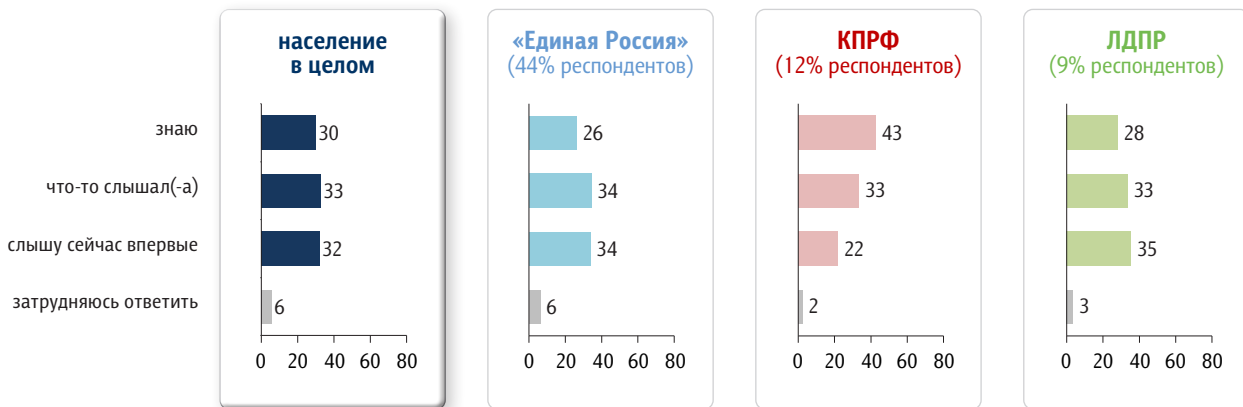 население
в целом
«Единая Россия»
(44% респондентов)
КПРФ
(12% респондентов)
ЛДПР
(9% респондентов)
знаю
30
26
43
28
что-то слышал(-а)
33
34
33
33
слышу сейчас впервые
32
34
22
35
затрудняюсь ответить
6
6
2
3
0 20 40 60 80
0 20 40 60 80
0 20 40 60 80
0 20 40 60 80